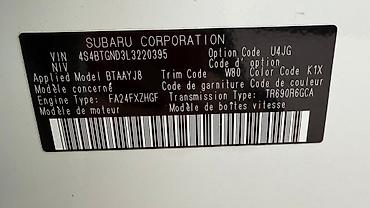 SUBARU CORPORATION
VIN 4S4BTGND3L3220395 Option Code U4JG
NIV Code d'option
Applied Model BTAAYJ8 Trim Code W80 Color Code K1X
Modèle concerné Code de garniture Code de couleur
Engine Type: FA24FXZHGF Transmission Type: TR690R6GCA
Modèle de moteur Modèle de boîtes vitesse